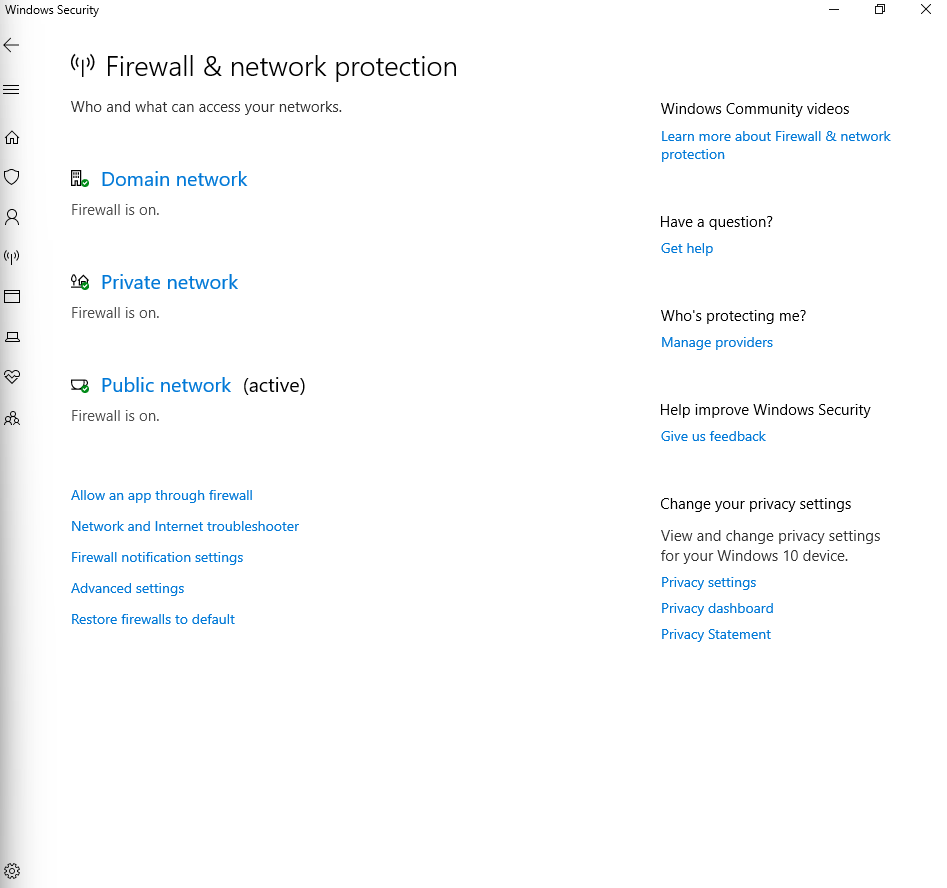 Windows Security
Firewall & network protection
Who and what can access your networks.
Domain network
Firewall is on.
Private network
Firewall is on.
Public network (active)
Firewall is on.
Allow an app through firewall
Network and Internet troubleshooter
Firewall notification settings
Advanced settings
Restore firewalls to default
Windows Community videos
Learn more about Firewall & network
protection
Have a question?
Get help
Who's protecting me?
Manage providers
Help improve Windows Security
Give us feedback
Change your privacy settings
View and change privacy settings
for your Windows 10 device.
Privacy settings
Privacy dashboard
Privacy Statement